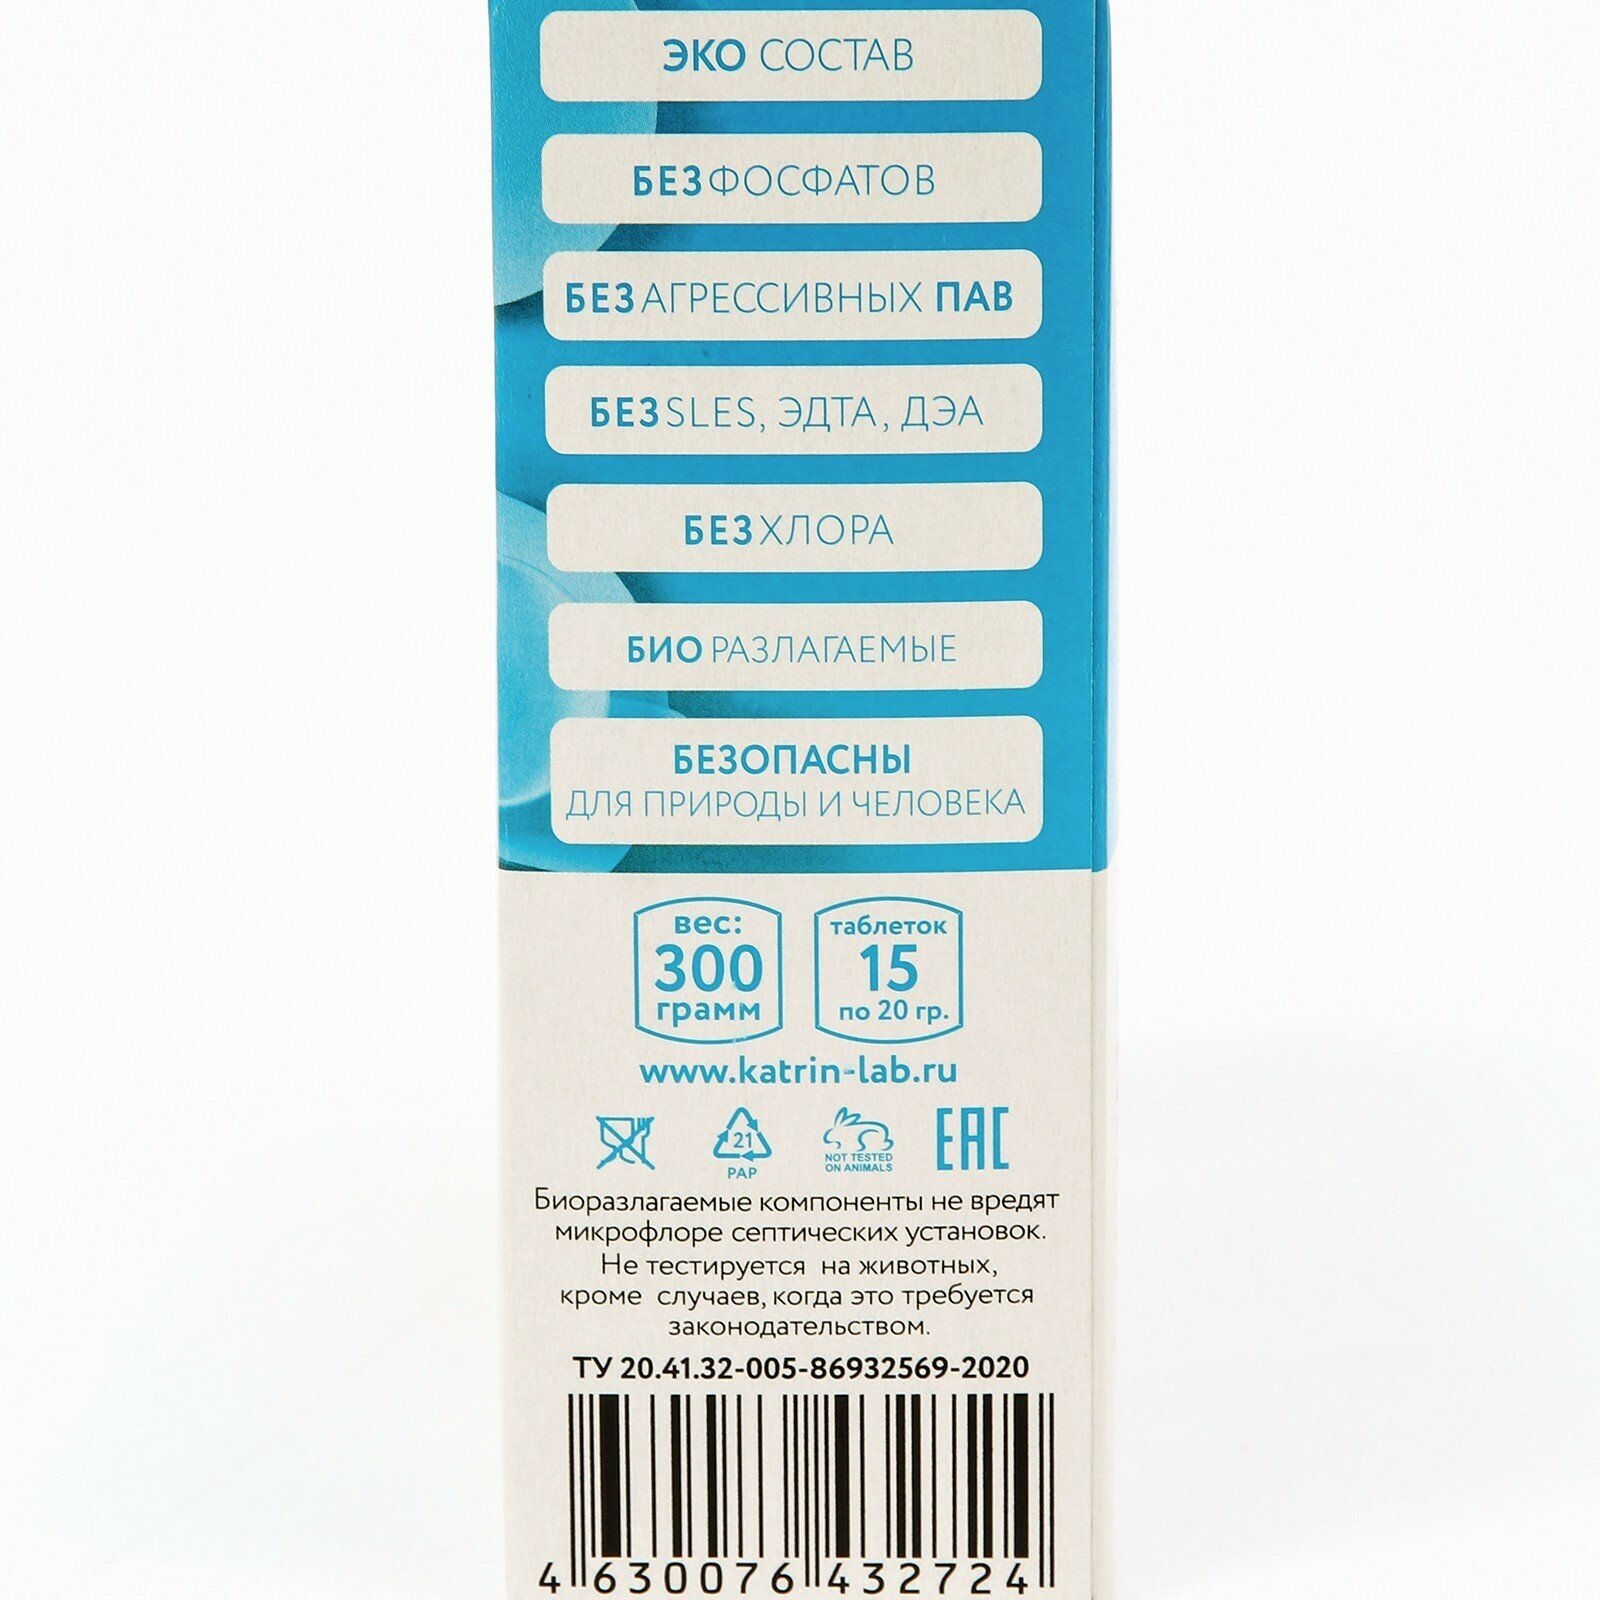 ЭКО СОСТАВ
БЕЗ ФОСФАТОВ
БЕЗ АГРЕССИВНЫХ ПАВ
БЕЗ SLES, ЭДТА, ДЭА
БЕЗ ХЛОРА
БИО РАЗЛАГАЕМЫЕ
БЕЗОПАСНЫ
ДЛЯ ПРИРОДЫ И ЧЕЛОВЕКА
вес:
300
грамм
таблеток
15
по 20 гр.
www.katrin-lab.ru
21
PAP
NOT TESTED
ON ANIMALS
EAC
Биоразлагаемые компоненты не вредят
микрофлоре септических установок.
Не тестируется на животных,
кроме случаев, когда это требуется
законодательством.
ТУ 20.41.32-005-86932569-2020
4 630076 432724